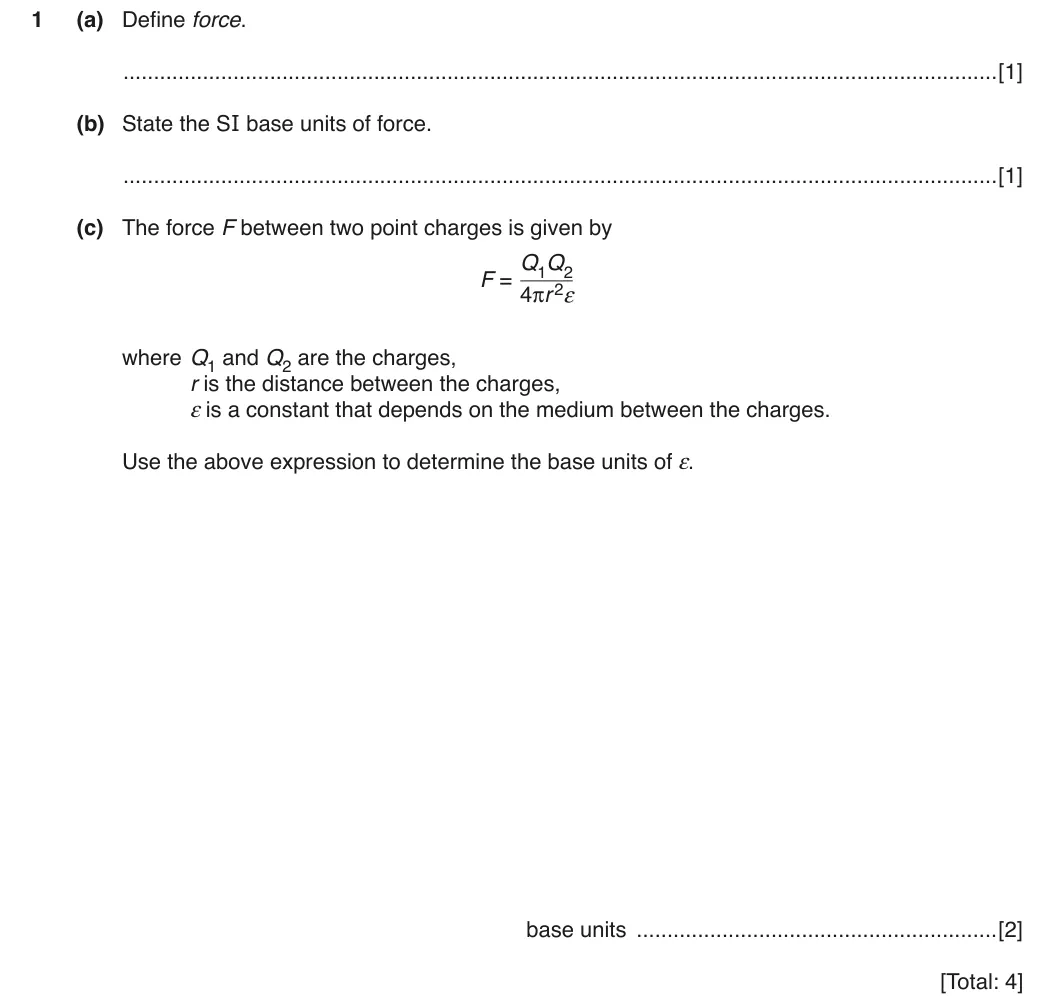 1 (a) Define force.
..........................................................................................................................................[1]
(b) State the SI base units of force.
..........................................................................................................................................[1]
(c) The force F between two point charges is given by
F = Q₁Q₂ / 4πr²ε
where Q₁ and Q₂ are the charges,
r is the distance between the charges,
ε is a constant that depends on the medium between the charges.
Use the above expression to determine the base units of ε.
base units ...........................................................[2]
[Total: 4]